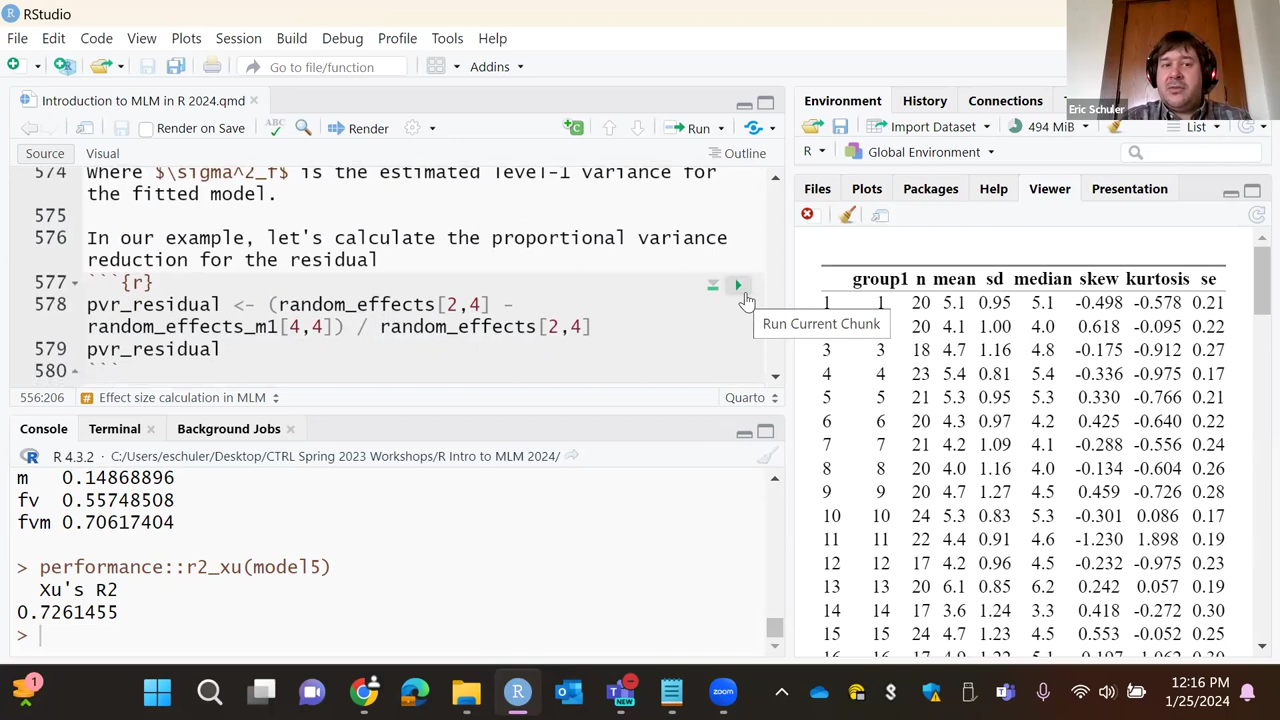 RStudio
File Edit Code View Plots Session Build Debug Profile Tools Help
Go to file/function Addins
Introduction to MLM in R 2024.qmd
Render on Save ABC Render Run
Source Visual Outline
574 Where $\sigma^2_f$ is the estimated level-1 variance for
the fitted model.
575
576 In our example, let's calculate the proportional variance
reduction for the residual
577 ```{r}
578 pvr_residual <- (random_effects[2,4] -
random_effects_m1[4,4]) / random_effects[2,4]
579 pvr_residual
580 ```
Run Current Chunk
556:206 Effect size calculation in MLM Quarto
Console Terminal Background Jobs
R 4.3.2 · C:/Users/eschuler/Desktop/CTRL Spring 2023 Workshops/R Intro to MLM 2024/
m 0.14868896
fv 0.55748508
fvm 0.70617404
> performance::r2_xu(model5)
Xu's R2
0.7261455
>
Environment History Connections
Eric Schuler
Import Dataset 494 MiB List
R Global Environment
Files Plots Packages Help Viewer Presentation
group1 n mean sd median skew kurtosis se
1 1 20 5.1 0.95 5.1 -0.498 -0.578 0.21
20 4.1 1.00 4.0 0.618 -0.095 0.22
3 3 18 4.7 1.16 4.8 -0.175 -0.912 0.27
4 4 23 5.4 0.81 5.4 -0.336 -0.975 0.17
5 5 21 5.3 0.95 5.3 0.330 -0.766 0.21
6 6 20 4.3 0.97 4.2 0.425 -0.640 0.22
7 7 21 4.2 1.09 4.1 -0.288 -0.556 0.24
8 8 20 4.0 1.16 4.0 -0.134 -0.604 0.26
9 9 20 4.7 1.27 4.5 0.459 -0.726 0.28
10 10 24 5.3 0.83 5.3 -0.301 0.086 0.17
11 11 22 4.4 0.91 4.6 -1.230 1.898 0.19
12 12 17 4.2 0.96 4.5 -0.232 -0.975 0.23
13 13 20 6.1 0.85 6.2 0.242 0.057 0.19
14 14 17 3.6 1.24 3.3 0.418 -0.272 0.30
15 15 24 4.7 1.23 4.5 0.553 -0.052 0.25
1 NEW zoom
12:16 PM
1/25/2024